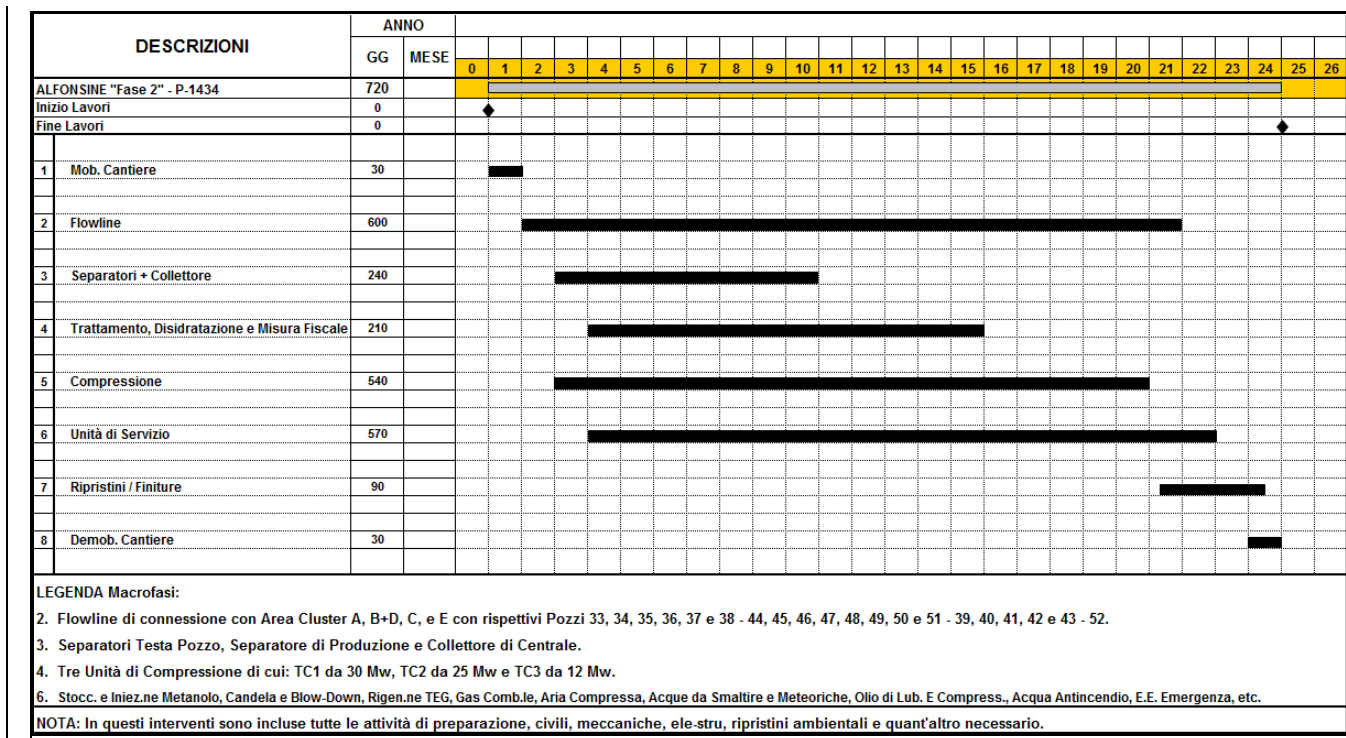 DESCRIZIONI
ANNO
GG MESE
0 1 2 3 4 5 6 7 8 9 10 11 12 13 14 15 16 17 18 19 20 21 22 23 24 25 26
ALFONSINE "Fase 2" - P-1434 720
Inizio Lavori 0
Fine Lavori 0
1 Mob. Cantiere 30
2 Flowline 600
3 Separatori + Collettore 240
4 Trattamento, Disidratazione e Misura Fiscale 210
5 Compressione 540
6 Unità di Servizio 570
7 Ripristini / Finiture 90
8 Demob. Cantiere 30
LEGENDA Macrofasi:
2. Flowline di connessione con Area Cluster A, B+D, C, e E con rispettivi Pozzi 33, 34, 35, 36, 37 e 38 - 44, 45, 46, 47, 48, 49, 50 e 51 - 39, 40, 41, 42 e 43 - 52.
3. Separatori Testa Pozzo, Separatore di Produzione e Collettore di Centrale.
4. Tre Unità di Compressione di cui: TC1 da 30 Mw, TC2 da 25 Mw e TC3 da 12 Mw.
6. Stocc. e Iniez.ne Metanolo, Candela e Blow-Down, Rigen.ne TEG, Gas Comb.le, Aria Compressa, Acque da Smaltire e Meteoriche, Olio di Lub. E Compress., Acqua Antincendio, E.E. Emergenza, etc.
NOTA: In questi interventi sono incluse tutte le attività di preparazione, civili, meccaniche, ele-stru, ripristini ambientali e quant'altro necessario.